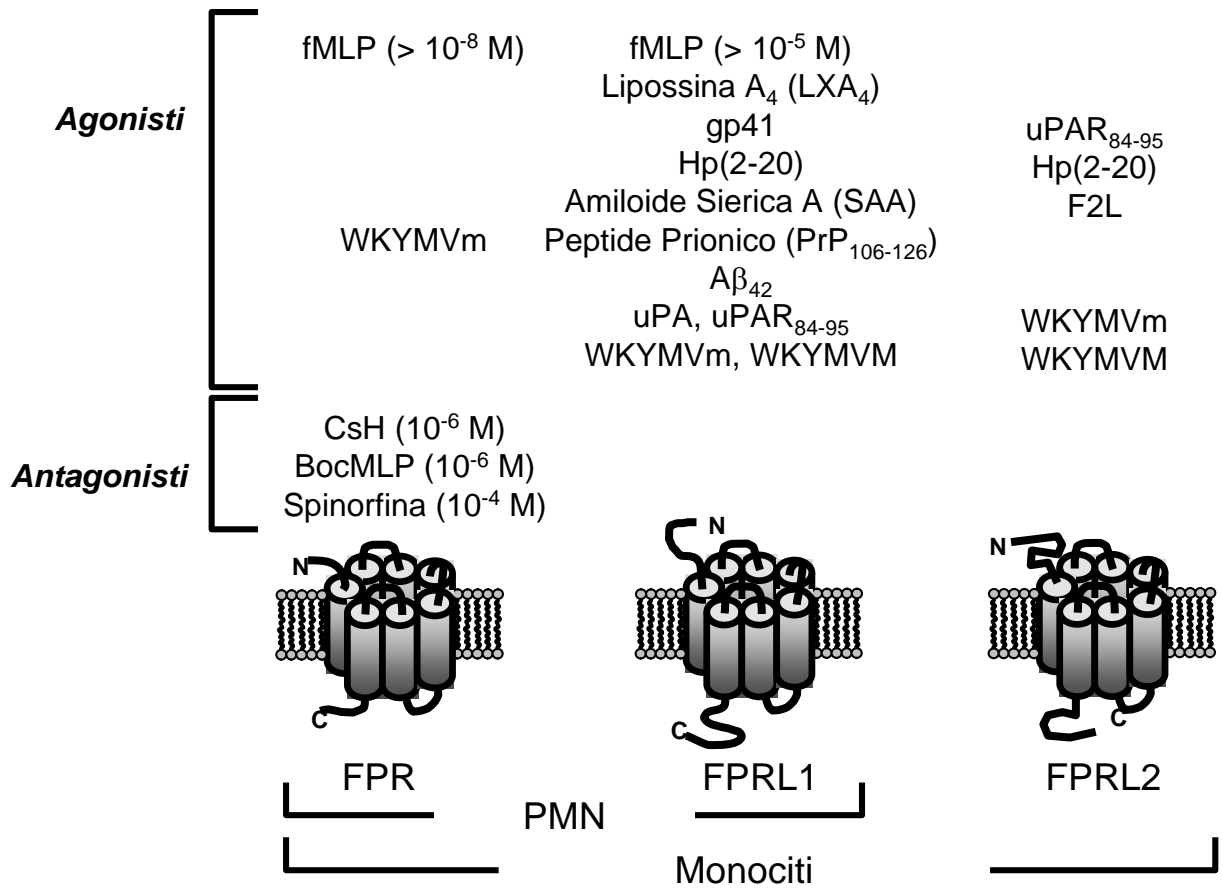 Agonisti
fMLP (> 10⁻⁸ M)
WKYMVm
fMLP (> 10⁻⁵ M)
Lipossina A₄ (LXA₄)
gp41
Hp(2-20)
Amiloide Sierica A (SAA)
Peptide Prionico (PrP₁₀₆₋₁₂₆)
Aβ₄₂
uPA, uPAR₈₄₋₉₅
WKYMVm, WKYMVM
uPAR₈₄₋₉₅
Hp(2-20)
F2L
WKYMVm
WKYMVM
Antagonisti
CsH (10⁻⁶ M)
BocMLP (10⁻⁶ M)
Spinorfina (10⁻⁴ M)
N
C
N
C
N
C
FPR
FPRL1
FPRL2
PMN
Monociti